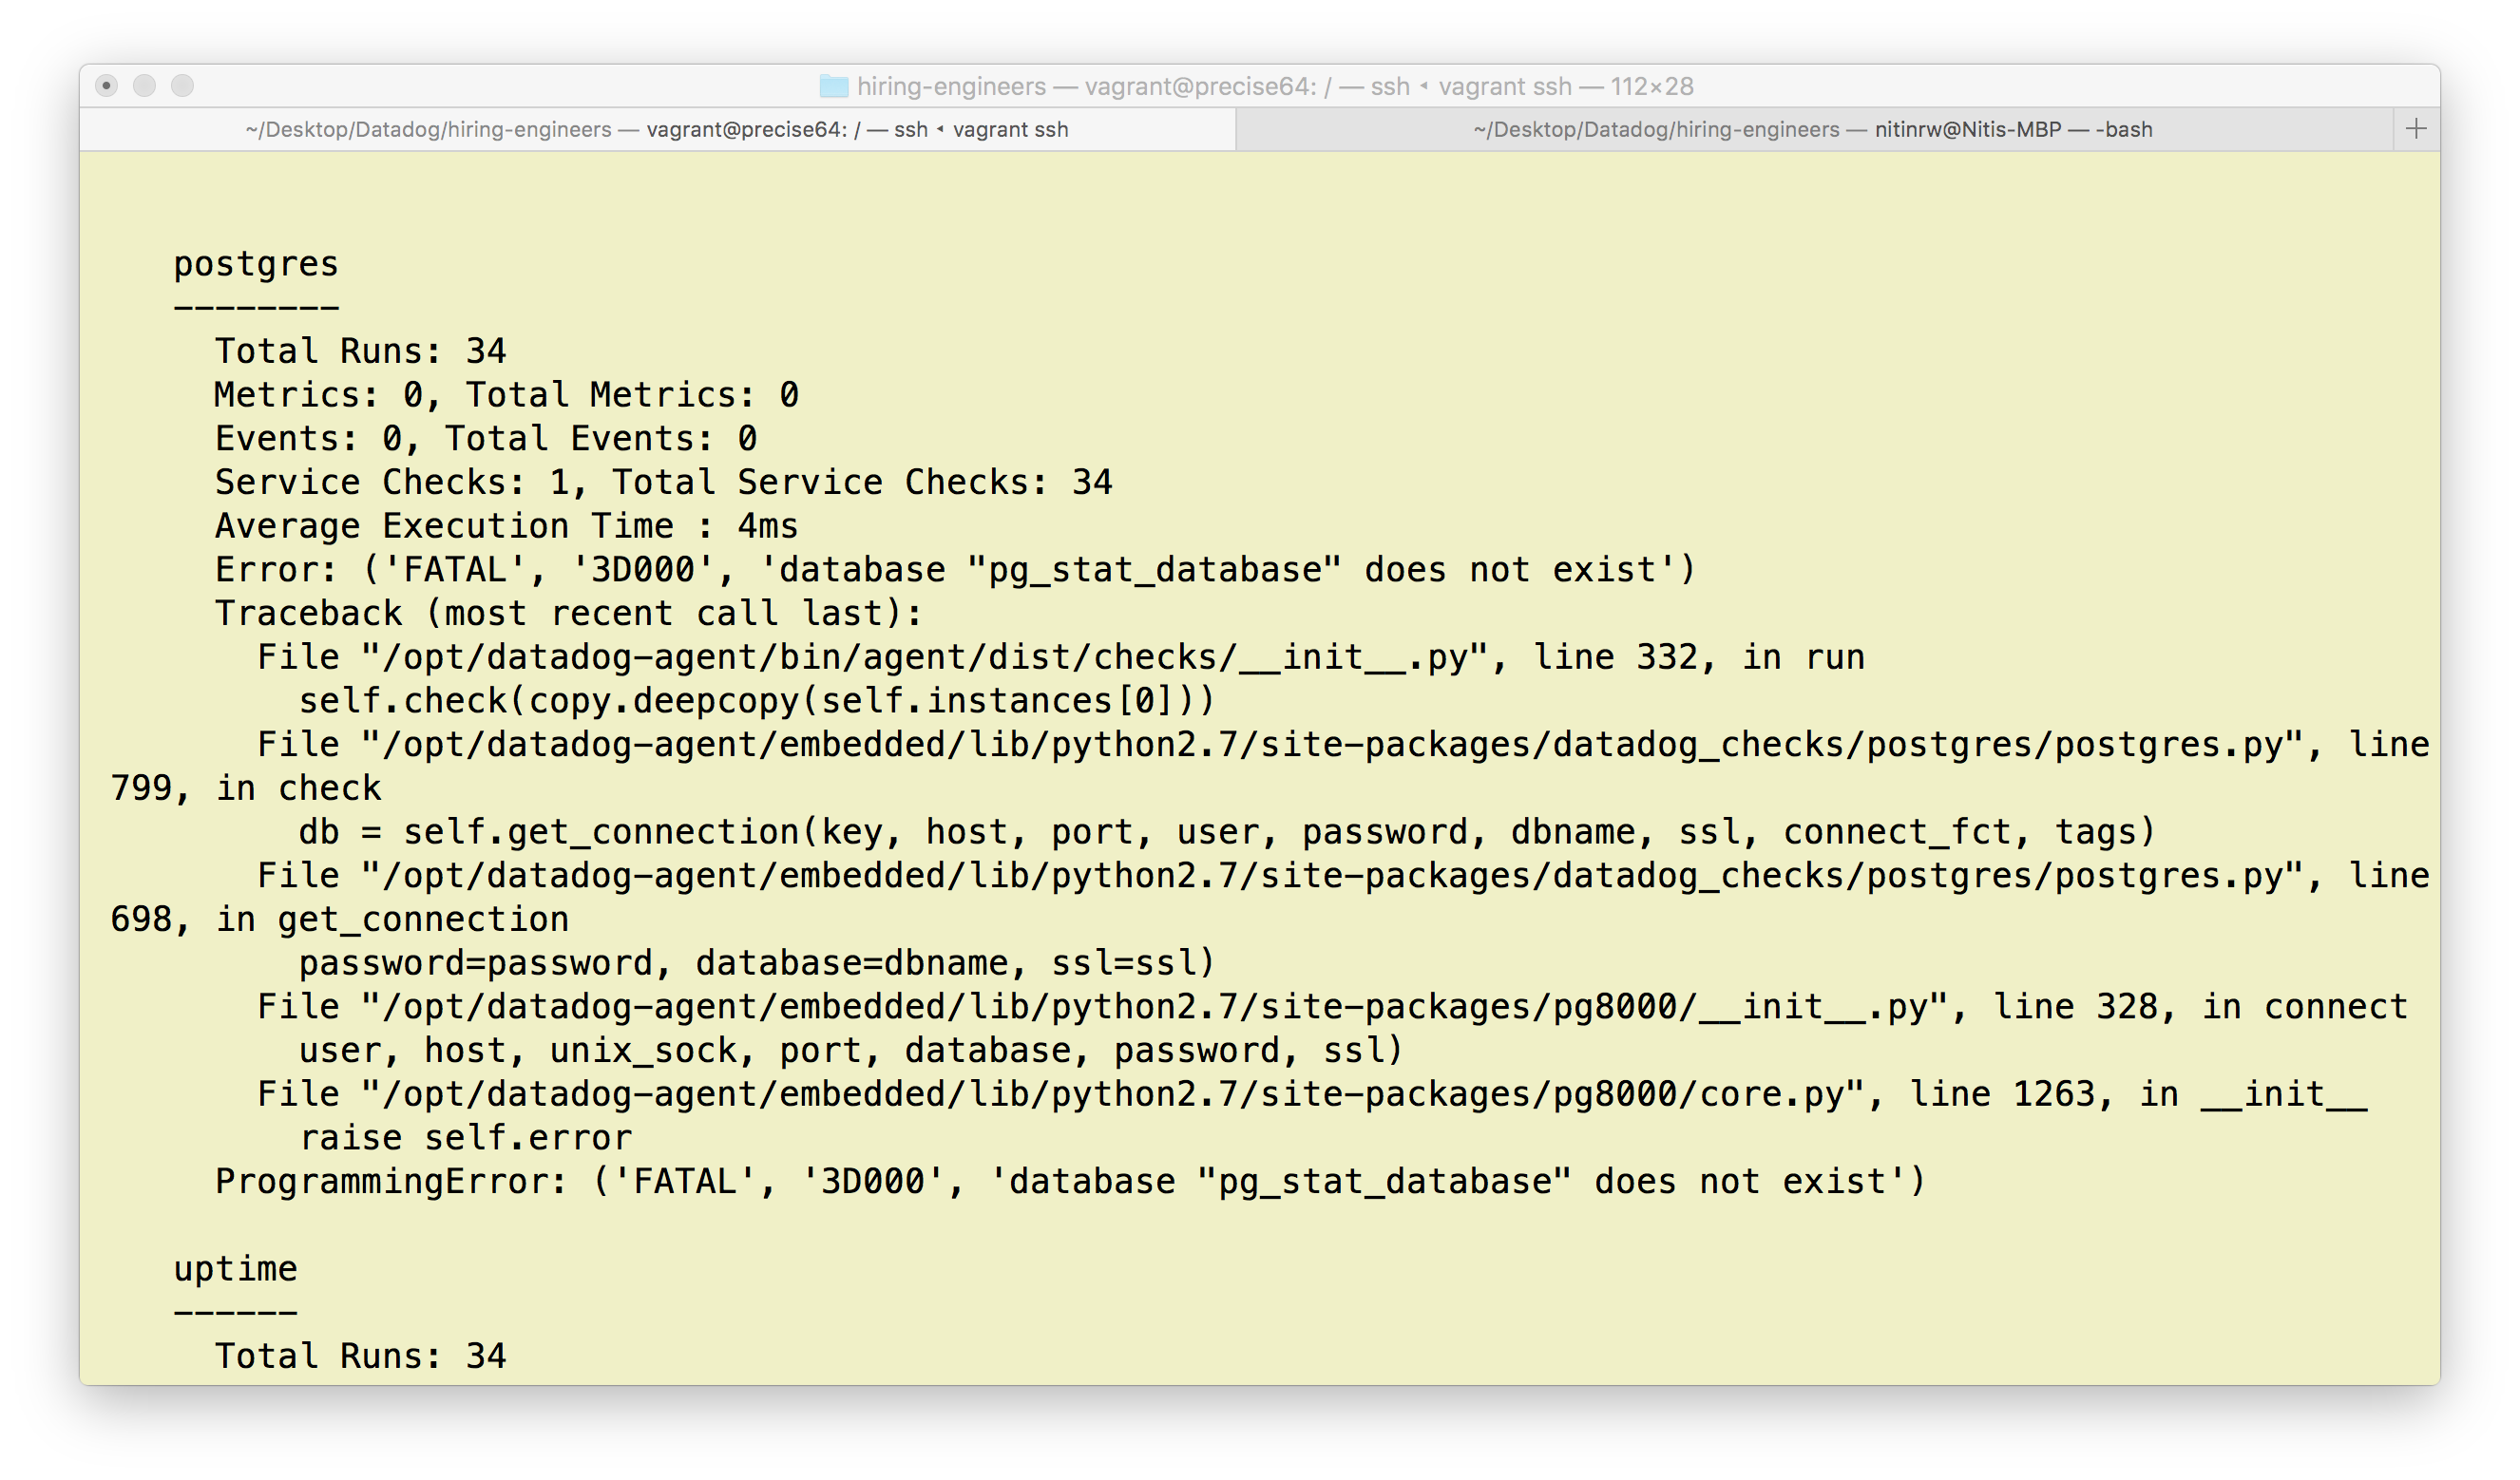 hiring-engineers — vagrant@precise64: / — ssh ◂ vagrant ssh — 112×28
~/Desktop/Datadog/hiring-engineers — vagrant@precise64: / — ssh ◂ vagrant ssh
~/Desktop/Datadog/hiring-engineers — nitinrw@Nitis-MBP — -bash
postgres
--------
Total Runs: 34
Metrics: 0, Total Metrics: 0
Events: 0, Total Events: 0
Service Checks: 1, Total Service Checks: 34
Average Execution Time : 4ms
Error: ('FATAL', '3D000', 'database "pg_stat_database" does not exist')
Traceback (most recent call last):
File "/opt/datadog-agent/bin/agent/dist/checks/__init__.py", line 332, in run
self.check(copy.deepcopy(self.instances[0]))
File "/opt/datadog-agent/embedded/lib/python2.7/site-packages/datadog_checks/postgres/postgres.py", line
799, in check
db = self.get_connection(key, host, port, user, password, dbname, ssl, connect_fct, tags)
File "/opt/datadog-agent/embedded/lib/python2.7/site-packages/datadog_checks/postgres/postgres.py", line
698, in get_connection
password=password, database=dbname, ssl=ssl)
File "/opt/datadog-agent/embedded/lib/python2.7/site-packages/pg8000/__init__.py", line 328, in connect
user, host, unix_sock, port, database, password, ssl)
File "/opt/datadog-agent/embedded/lib/python2.7/site-packages/pg8000/core.py", line 1263, in __init__
raise self.error
ProgrammingError: ('FATAL', '3D000', 'database "pg_stat_database" does not exist')
uptime
------
Total Runs: 34